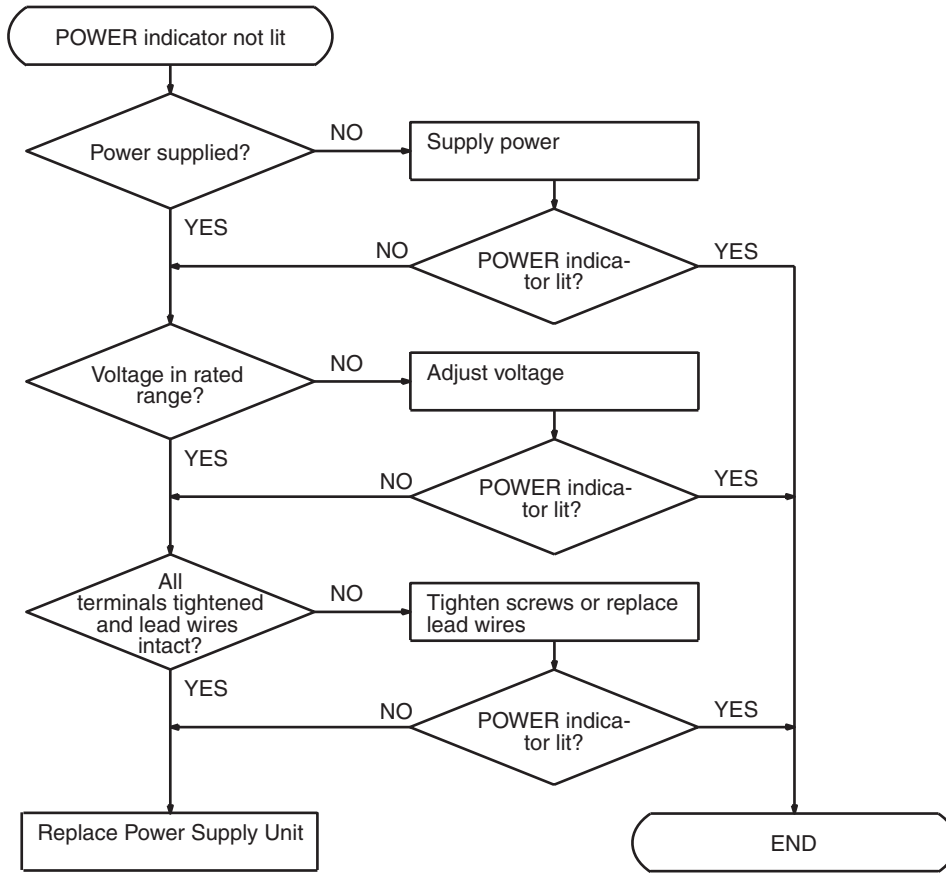 POWER indicator not lit
Power supplied?
NO
Supply power
YES
NO
POWER indica-
tor lit?
YES
Voltage in rated
range?
NO
Adjust voltage
YES
NO
POWER indica-
tor lit?
YES
All
terminals tightened
and lead wires
intact?
NO
Tighten screws or replace
lead wires
YES
NO
POWER indica-
tor lit?
YES
Replace Power Supply Unit
END